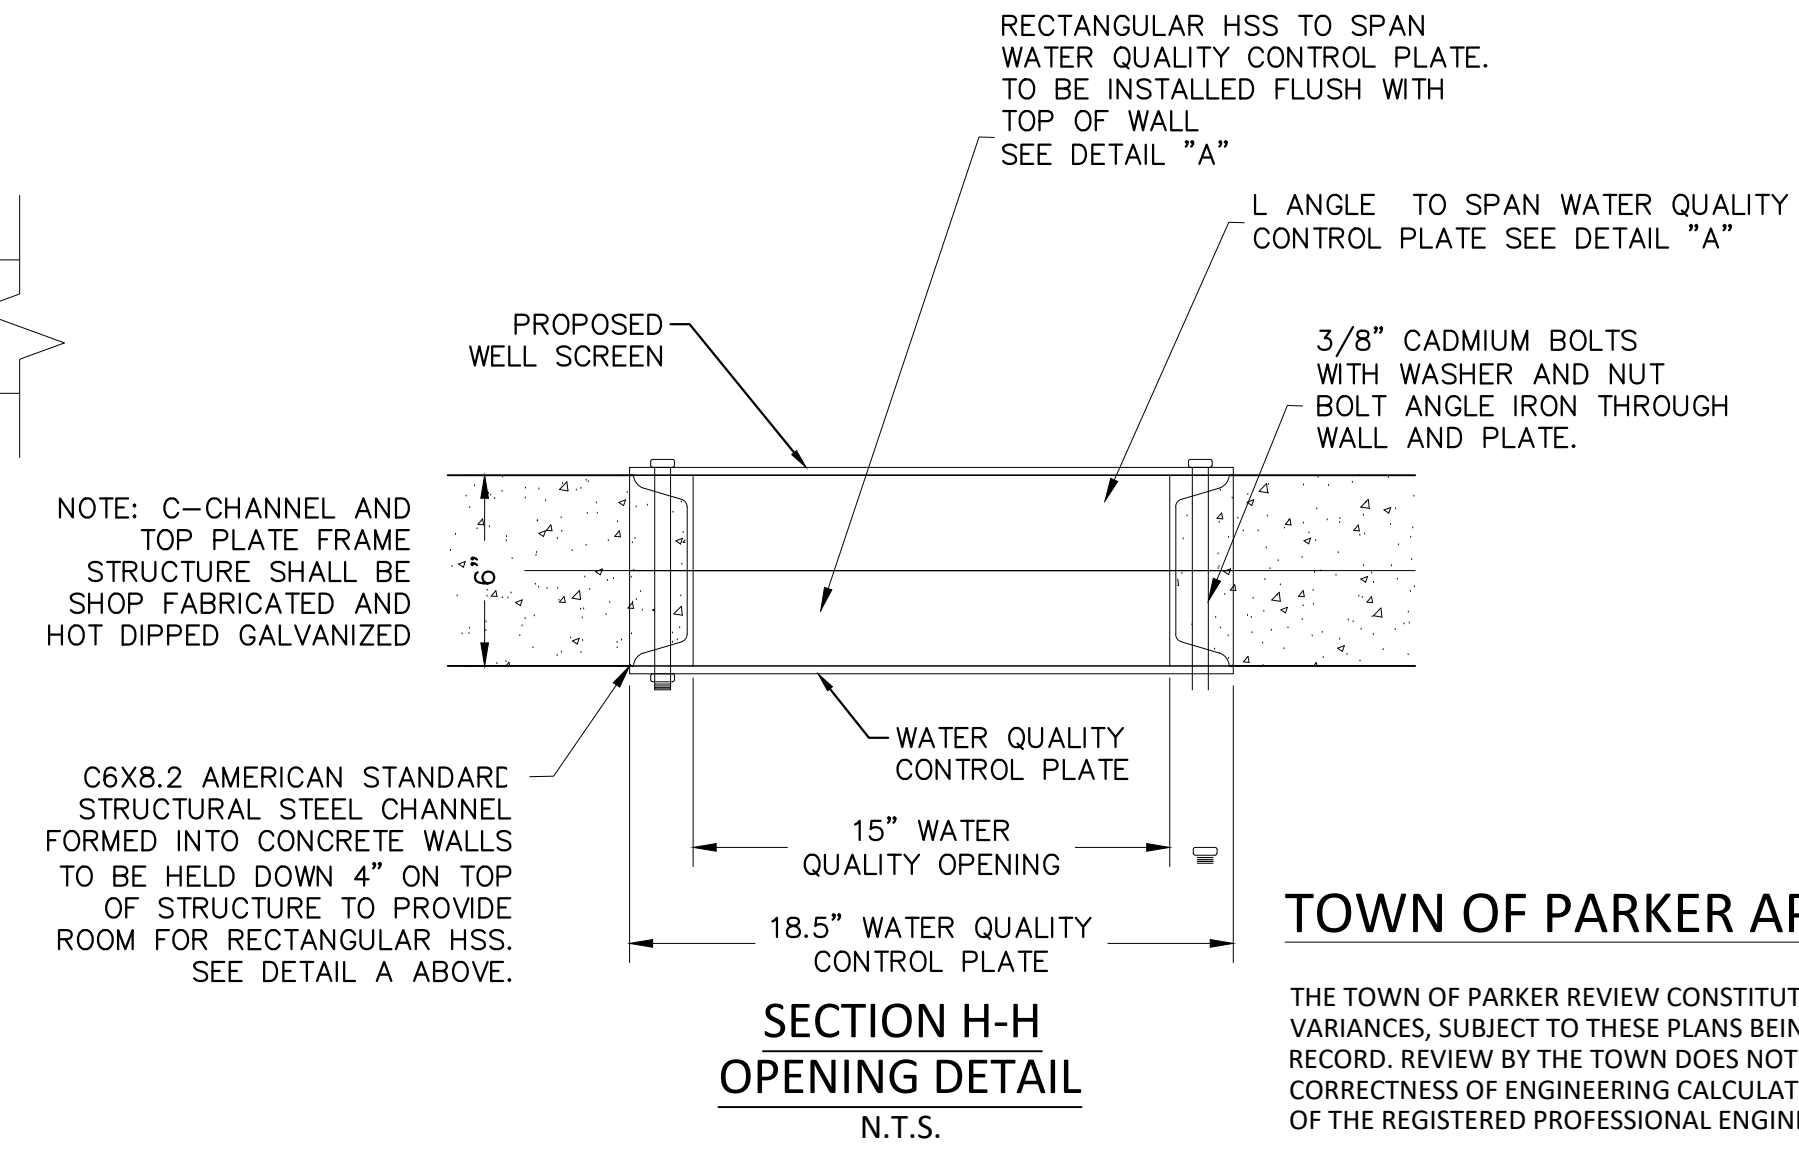 RECTANGULAR HSS TO SPAN
WATER QUALITY CONTROL PLATE.
TO BE INSTALLED FLUSH WITH
TOP OF WALL
SEE DETAIL "A"
L ANGLE TO SPAN WATER QUALITY
CONTROL PLATE SEE DETAIL "A"
PROPOSED
WELL SCREEN
3/8" CADMIUM BOLTS
WITH WASHER AND NUT
BOLT ANGLE IRON THROUGH
WALL AND PLATE.
NOTE: C-CHANNEL AND
TOP PLATE FRAME
STRUCTURE SHALL BE
SHOP FABRICATED AND
HOT DIPPED GALVANIZED
6"
WATER QUALITY
CONTROL PLATE
C6X8.2 AMERICAN STANDARD
STRUCTURAL STEEL CHANNEL
FORMED INTO CONCRETE WALLS
TO BE HELD DOWN 4" ON TOP
OF STRUCTURE TO PROVIDE
ROOM FOR RECTANGULAR HSS.
SEE DETAIL A ABOVE.
15" WATER
QUALITY OPENING
18.5" WATER QUALITY
CONTROL PLATE
SECTION H-H
OPENING DETAIL
N.T.S.
TOWN OF PARKER AP
THE TOWN OF PARKER REVIEW CONSTITUT
VARIANCES, SUBJECT TO THESE PLANS BEIN
RECORD. REVIEW BY THE TOWN DOES NOT
CORRECTNESS OF ENGINEERING CALCULAT
OF THE REGISTERED PROFESSIONAL ENGIN